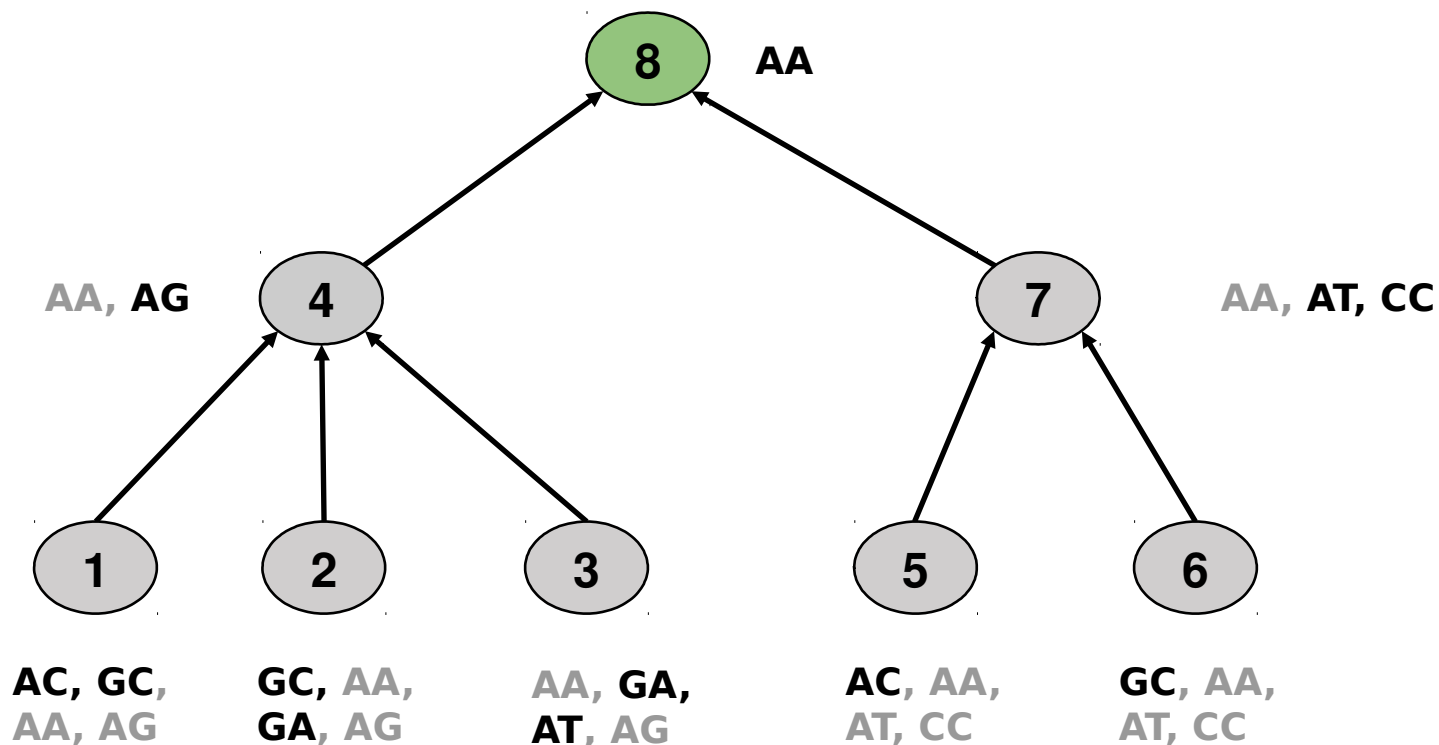 8
AA
AA, AG
4
7
AA, AT, CC
1
2
3
5
6
AC, GC,
AA, AG
GC, AA,
GA, AG
AA, GA,
AT, AG
AC, AA,
AT, CC
GC, AA,
AT, CC